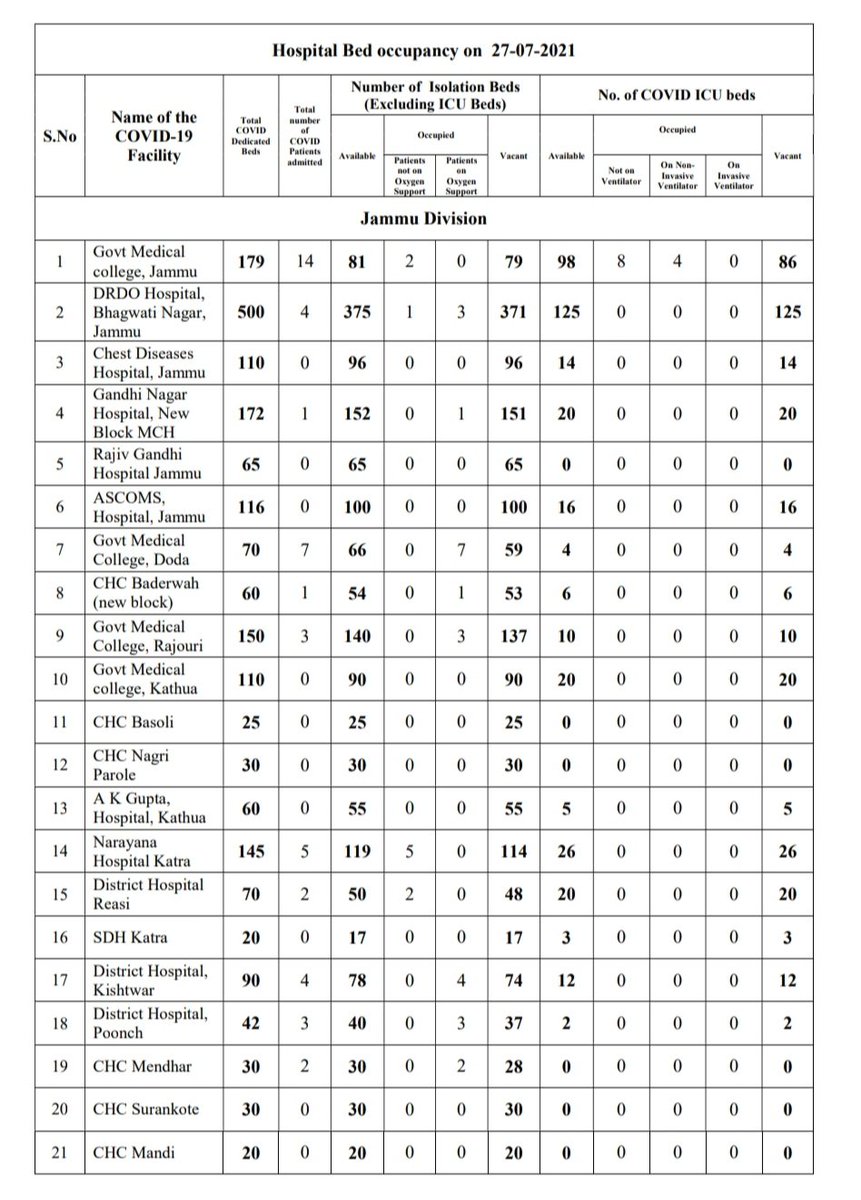 Hospital Bed occupancy on 27-07-2021
S.No
Name of the
COVID-19
Facility
Total
COVID
Dedicated
Beds
Total
number
of
COVID
Patients
admitted
Number of Isolation Beds
(Excluding ICU Beds)
No. of COVID ICU beds
Available
Occupied
Patients
not on
Oxygen
Support
Patients
on
Oxygen
Support
Vacant
Available
Occupied
Not on
Ventilator
On Non-
Invasive
Ventilator
On
Invasive
Ventilator
Vacant
Jammu Division
1 Govt Medical
college, Jammu 179 14 81 2 0 79 98 8 4 0 86
2 DRDO Hospital,
Bhagwati Nagar,
Jammu 500 4 375 1 3 371 125 0 0 0 125
3 Chest Diseases
Hospital, Jammu 110 0 96 0 0 96 14 0 0 0 14
4 Gandhi Nagar
Hospital, New
Block MCH 172 1 152 0 1 151 20 0 0 0 20
5 Rajiv Gandhi
Hospital Jammu 65 0 65 0 0 65 0 0 0 0 0
6 ASCOMS,
Hospital, Jammu 116 0 100 0 0 100 16 0 0 0 16
7 Govt Medical
College, Doda 70 7 66 0 7 59 4 0 0 0 4
8 CHC Baderwah
(new block) 60 1 54 0 1 53 6 0 0 0 6
9 Govt Medical
College, Rajouri 150 3 140 0 3 137 10 0 0 0 10
10 Govt Medical
college, Kathua 110 0 90 0 0 90 20 0 0 0 20
11 CHC Basoli 25 0 25 0 0 25 0 0 0 0 0
12 CHC Nagri
Parole 30 0 30 0 0 30 0 0 0 0 0
13 A K Gupta,
Hospital, Kathua 60 0 55 0 0 55 5 0 0 0 5
14 Narayana
Hospital Katra 145 5 119 5 0 114 26 0 0 0 26
15 District Hospital
Reasi 70 2 50 2 0 48 20 0 0 0 20
16 SDH Katra 20 0 17 0 0 17 3 0 0 0 3
17 District Hospital,
Kishtwar 90 4 78 0 4 74 12 0 0 0 12
18 District Hospital,
Poonch 42 3 40 0 3 37 2 0 0 0 2
19 CHC Mendhar 30 2 30 0 2 28 0 0 0 0 0
20 CHC Surankote 30 0 30 0 0 30 0 0 0 0 0
21 CHC Mandi 20 0 20 0 0 20 0 0 0 0 0